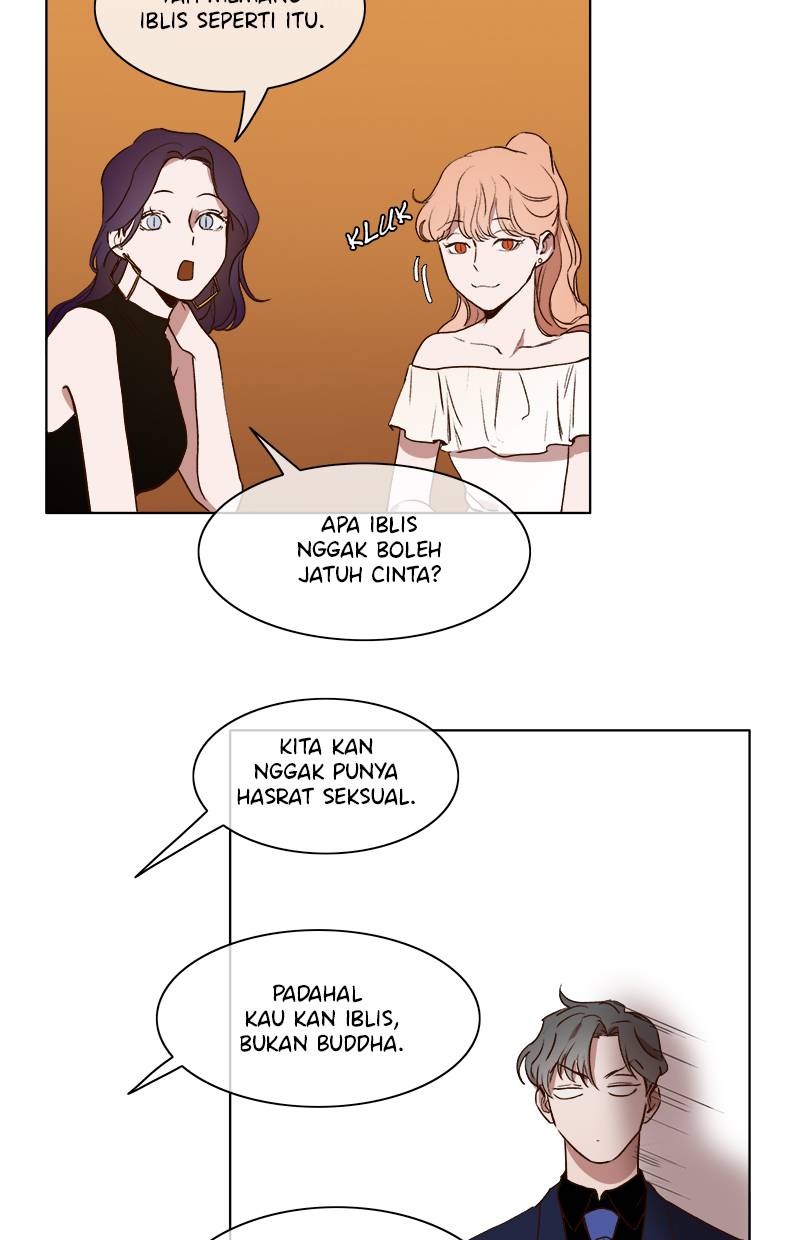 IBLIS SEPERTI ITU.
KLUK
APA IBLIS
NGGAK BOLEH
JATUH CINTA?
KITA KAN
NGGAK PUNYA
HASRAT SEKSUAL.
PADAHAL
KAU KAN IBLIS,
BUKAN BUDDHA.